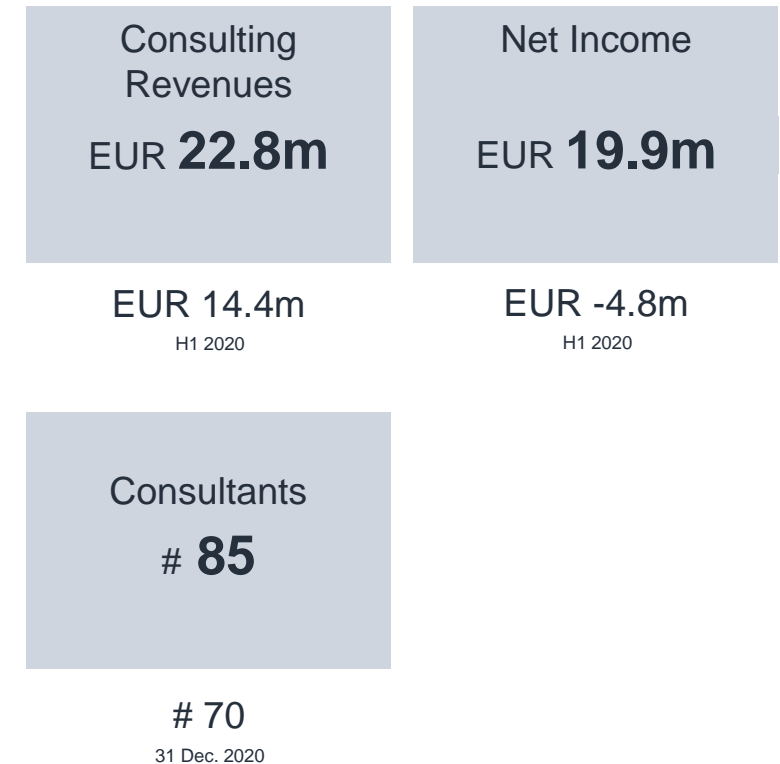 Consulting
Revenues
EUR 22.8m
EUR 14.4m
H1 2020
Net Income
EUR 19.9m
EUR -4.8m
H1 2020
Consultants
# 85
# 70
31 Dec. 2020